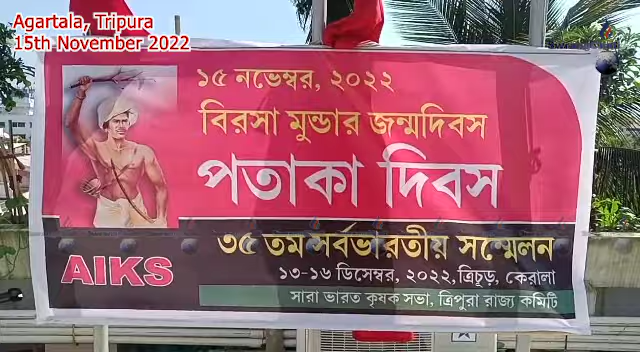 Agartala, Tripura
15th November 2022
১৫ নভেম্বর, ২০২২
বিরসা মুন্ডার জন্মদিবস
পতাকা দিবস
৩৫ তম সর্বভারতীয় সম্মেলন
১৩-১৬ ডিসেম্বর, ২০২২, ত্রিচুড়, কেরালা
AIKS
সারা ভারত কৃষক সভা, ত্রিপুরা রাজ্য কমিটি